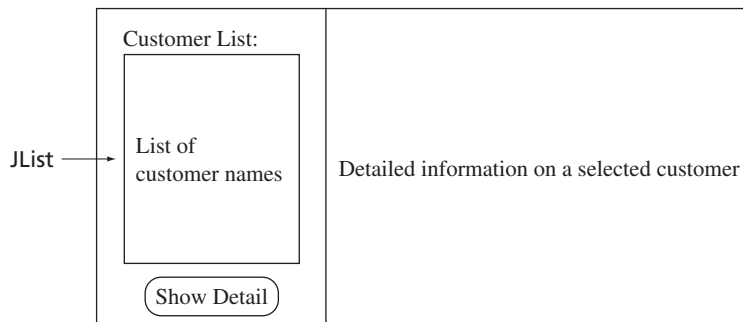 Customer List:
JList
List of
customer names
Detailed information on a selected customer
Show Detail